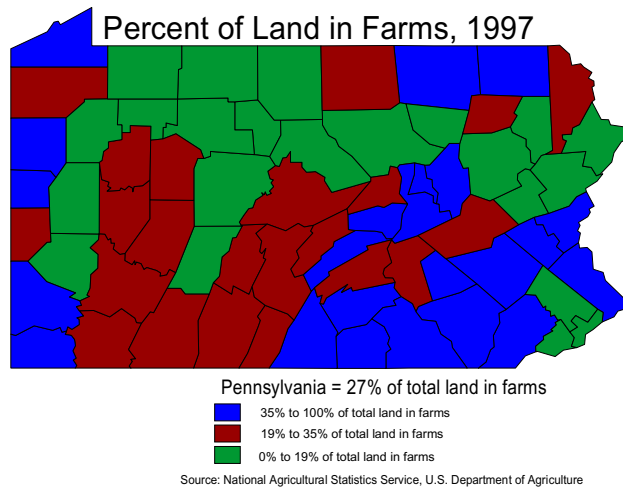 Percent of Land in Farms, 1997
Pennsylvania = 27% of total land in farms
35% to 100% of total land in farms
19% to 35% of total land in farms
0% to 19% of total land in farms
Source: National Agricultural Statistics Service, U.S. Department of Agriculture